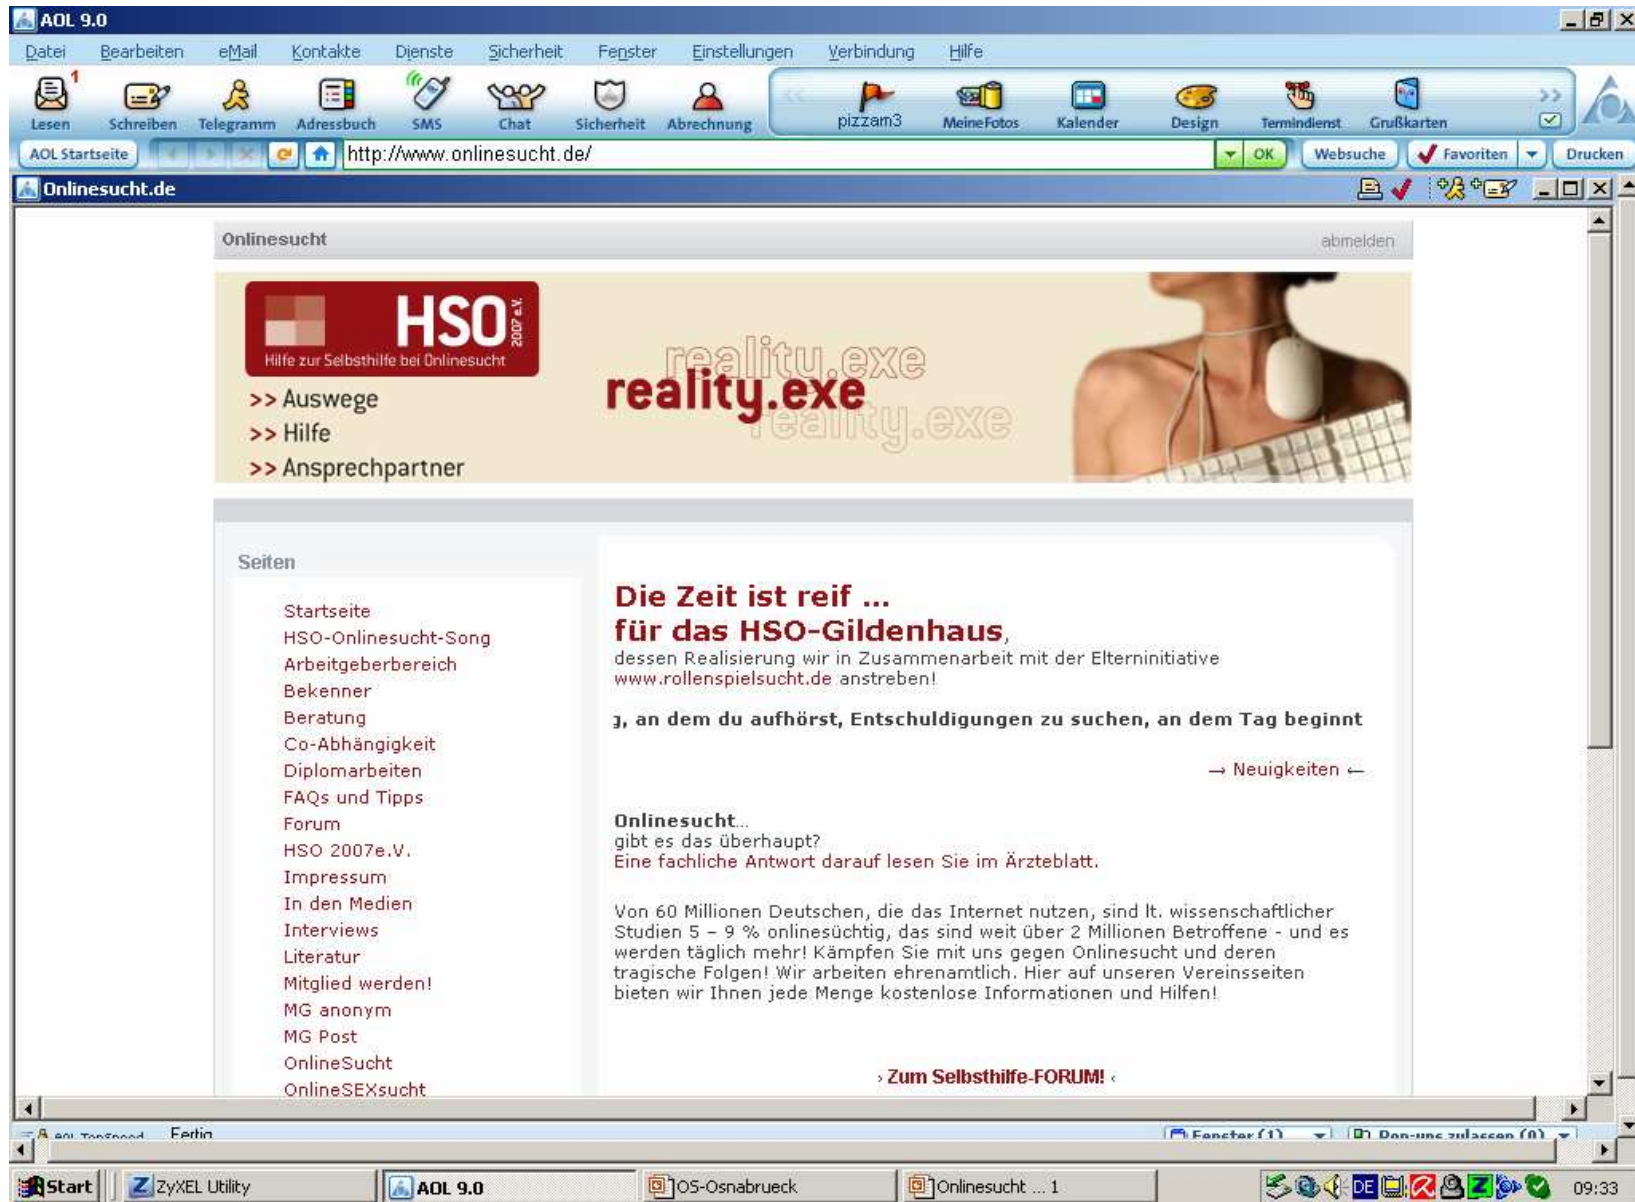 AOL 9.0
Datei Bearbeiten eMail Kontakte Dienste Sicherheit Fenster Einstellungen Verbindung Hilfe
1
Lesen Schreiben Telegramm Adressbuch SMS Chat Sicherheit Abrechnung pizzam3 MeineFotos Kalender Design Termindienst Grußkarten
AOL Startseite http://www.onlinesucht.de/ OK Websuche Favoriten Drucken
Onlinesucht.de
Onlinesucht abmelden
HSO 2007 e.V.
Hilfe zur Selbsthilfe bei Onlinesucht
>> Auswege
>> Hilfe
>> Ansprechpartner
reality.exe
reality.exe
reality.exe
Seiten
Startseite
HSO-Onlinesucht-Song
Arbeitgeberbereich
Bekenner
Beratung
Co-Abhängigkeit
Diplomarbeiten
FAQs und Tipps
Forum
HSO 2007e.V.
Impressum
In den Medien
Interviews
Literatur
Mitglied werden!
MG anonym
MG Post
OnlineSucht
OnlineSEXsucht
Die Zeit ist reif ...
für das HSO-Gildenhaus,
dessen Realisierung wir in Zusammenarbeit mit der Elterninitiative
www.rollenspielsucht.de anstreben!
g, an dem du aufhörst, Entschuldigungen zu suchen, an dem Tag beginnt
→ Neuigkeiten ←
Onlinesucht...
gibt es das überhaupt?
Eine fachliche Antwort darauf lesen Sie im Ärzteblatt.
Von 60 Millionen Deutschen, die das Internet nutzen, sind lt. wissenschaftlicher
Studien 5 – 9 % onlinesüchtig, das sind weit über 2 Millionen Betroffene - und es
werden täglich mehr! Kämpfen Sie mit uns gegen Onlinesucht und deren
tragische Folgen! Wir arbeiten ehrenamtlich. Hier auf unseren Vereinsseiten
bieten wir Ihnen jede Menge kostenlose Informationen und Hilfen!
› Zum Selbsthilfe-FORUM! ‹
AOL TopSpeed Fertig Fenster (1) Pop-ups zulassen (0)
Start ZyXEL Utility AOL 9.0 OS-Osnabrueck Onlinesucht ... 1 DE 09:33